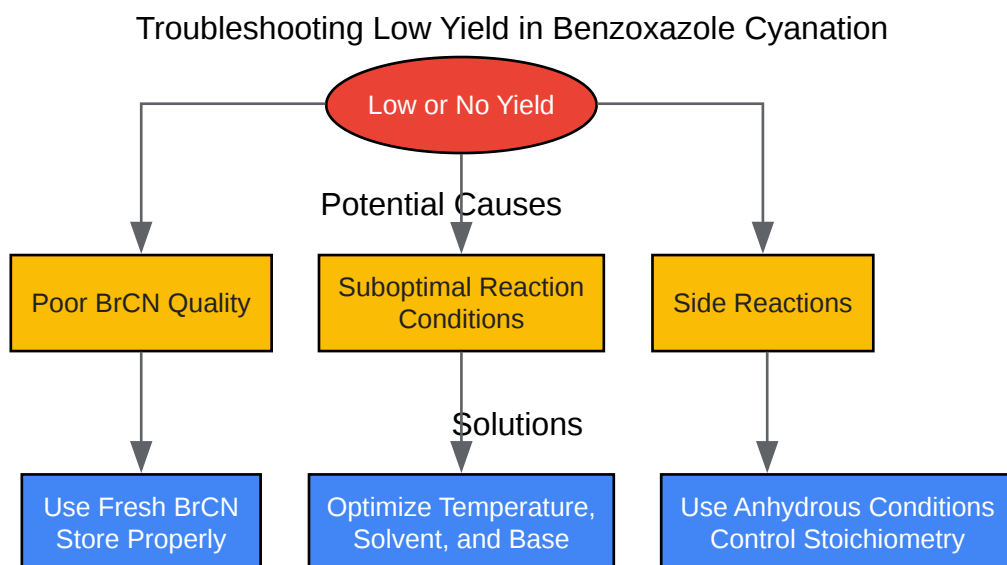 Troubleshooting Low Yield in Benzoxazole Cyanation
Low or No Yield
Potential Causes
Poor BrCN Quality
Suboptimal Reaction
Conditions
Side Reactions
Solutions
Use Fresh BrCN
Store Properly
Optimize Temperature,
Solvent, and Base
Use Anhydrous Conditions
Control Stoichiometry